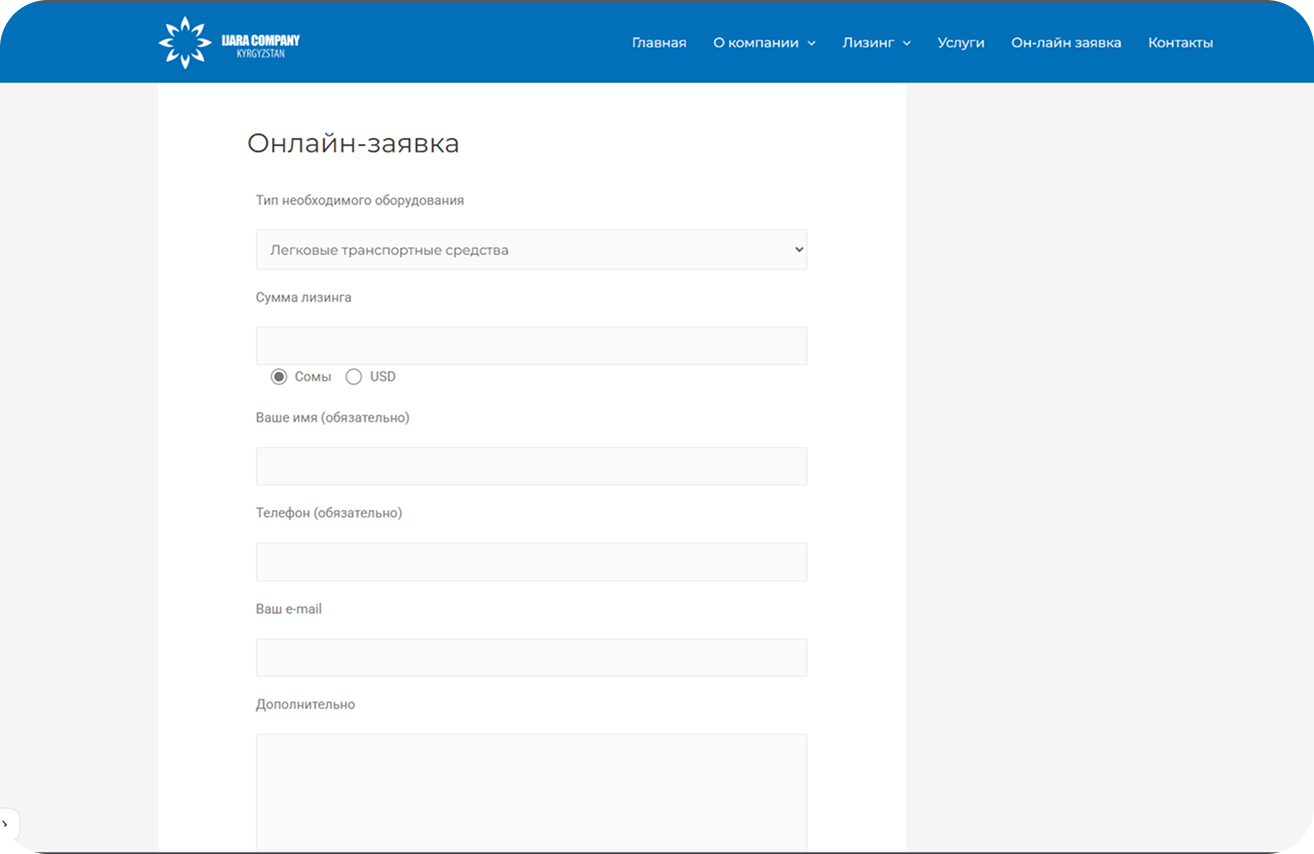 IJARA COMPANY
KYRGYZSTAN
Главная
О компании
Лизинг
Услуги
Он-лайн заявка
Контакты
Онлайн-заявка
Тип необходимого оборудования
Легковые транспортные средства
Сумма лизинга
Сомы
USD
Ваше имя (обязательно)
Телефон (обязательно)
Ваш e-mail
Дополнительно